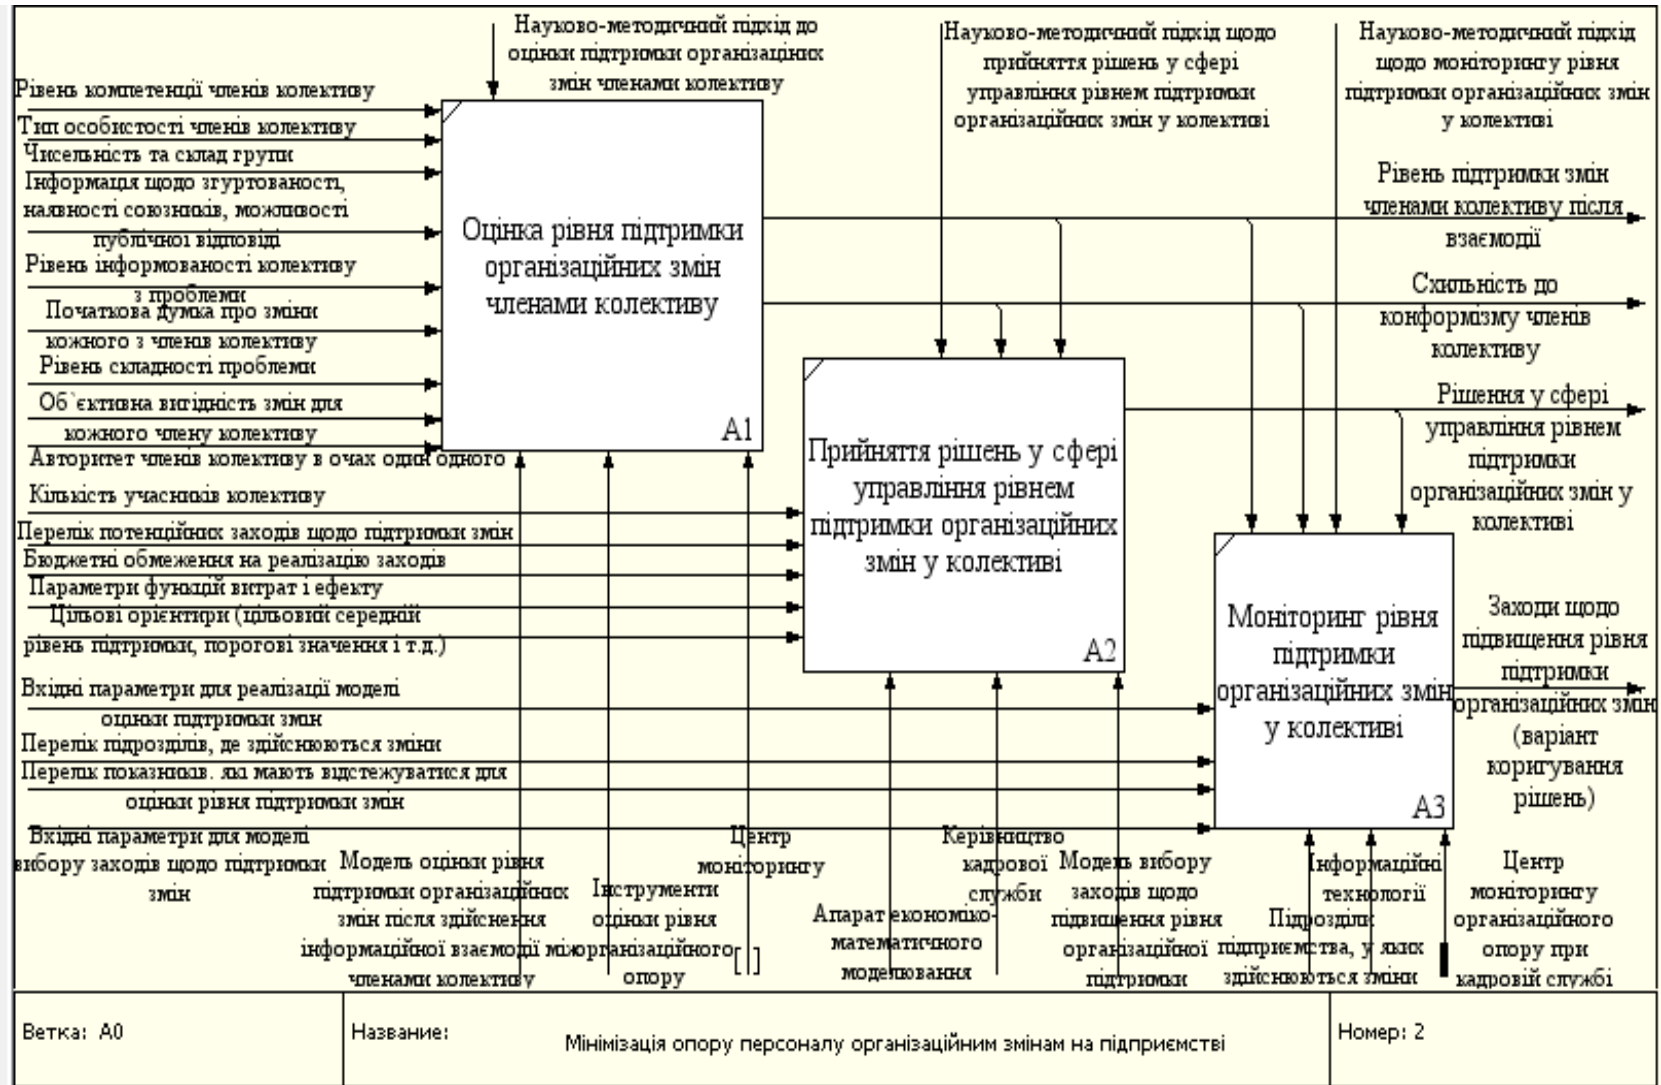 Науково-методичний підхід до
оцінки підтримки організаціних
змін членами колективу
Науково-методичний підхід щодо
прийняття рішень у сфері
управління рівнем підтримки
організаційних змін у колективі
Науково-методичний підхід
щодо моніторингу рівня
підтримки організаційних змін
у колективі
Рівень компетенції членів колективу
Тип особистості членів колективу
Чисельність та склад групи
Інформація щодо згуртованості,
наявності союзників, можливості
публічної відповіді
Рівень інформованості колективу
з проблеми
Початкова думка про зміни
кожного з членів колективу
Рівень складності проблеми
Об`єктивна вигідність змін для
кожного члену колективу
Авторитет членів колективу в очах один одного
Оцінка рівня підтримки
організаційних змін
членами колективу
A1
Рівень підтримки змін
членами колективу після
взаємодії
Схильність до
конформізму членів
колективу
Рішення у сфері
управління рівнем
підтримки
організаційних змін у
колективі
Кількість учасників колективу
Перелік потенційних заходів щодо підтримки змін
Бюджетні обмеження на реалізацію заходів
Параметри функцій витрат і ефекту
Цільові орієнтири (цільовий середній
рівень підтримки, порогові значення і т.д.)
Прийняття рішень у сфері
управління рівнем
підтримки організаційних
змін у колективі
A2
Вхідні параметри для реалізації моделі
оцінки підтримки змін
Перелік підрозділів, де здійснюються зміни
Перелік показників. які мають відстежуватися для
оцінки рівня підтримки змін
Вхідні параметри для моделі
вибору заходів щодо підтримки
змін
Моніторинг рівня
підтримки
організаційних змін
у колективі
A3
Заходи щодо
підвищення рівня
підтримки
організаційних змін
(варіант
коригування
рішень)
Модель оцінки рівня
підтримки організаційних
змін після здійснення
інформаційної взаємодії між
членами колективу
Інструменти
оцінки рівня
організаційного
опору
Центр
моніторингу
Апарат економіко-
математичного
моделювання
Керівництво
кадрової
служби
Модель вибору
заходів щодо
підвищення рівня
організаційної
підтримки
Підрозділи
підприємства, у яких
здійснюються зміни
Інформаційні
технології
Центр
моніторингу
організаційного
опору при
кадровій службі
Ветка: A0
Название:
Мінімізація опору персоналу організаційним змінам на підприємстві
Номер: 2